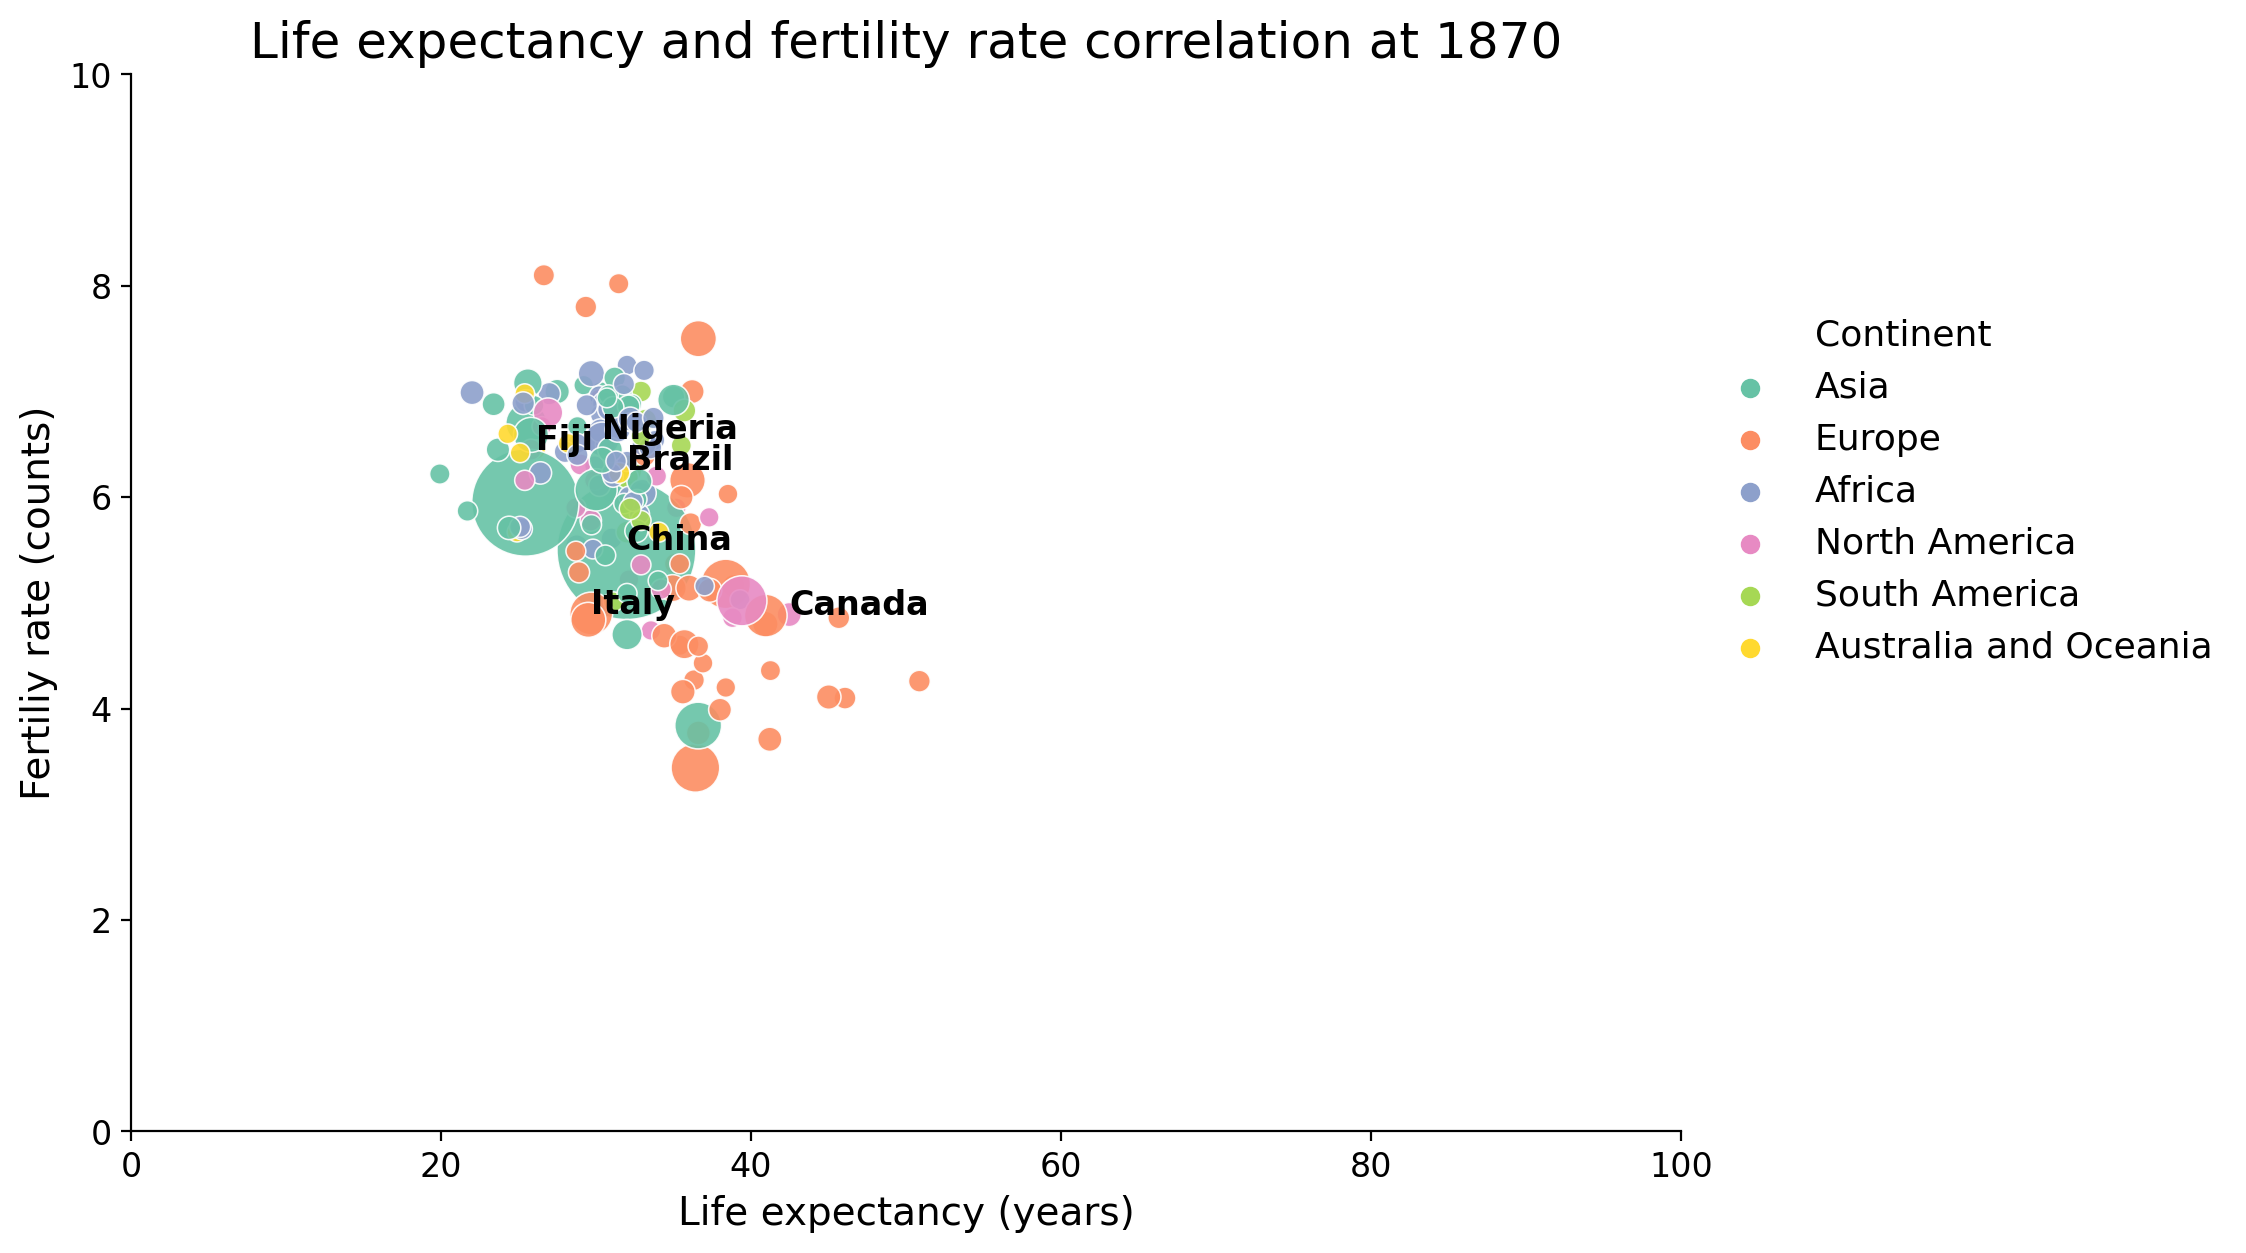 Life expectancy and fertility rate correlation at 1870
Fertiliy rate (counts)
10
8
6
4
2
0
0 20 40 60 80 100
Life expectancy (years)
Nigeria
Fiji
Brazil
China
Italy
Canada
Continent
Asia
Europe
Africa
North America
South America
Australia and Oceania